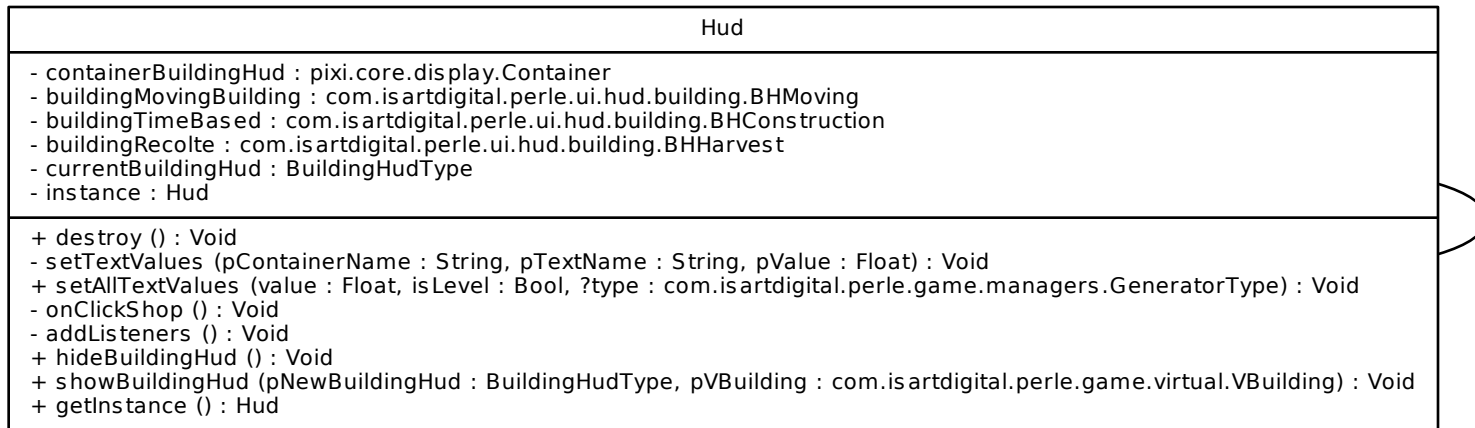 Hud
- containerBuildingHud : pixi.core.display.Container
- buildingMovingBuilding : com.isartdigital.perle.ui.hud.building.BHMoving
- buildingTimeBased : com.isartdigital.perle.ui.hud.building.BHConstruction
- buildingRecolte : com.isartdigital.perle.ui.hud.building.BHHarvest
- currentBuildingHud : BuildingHudType
- instance : Hud
+ destroy () : Void
- setTextValues (pContainerName : String, pTextName : String, pValue : Float) : Void
+ setAllTextValues (value : Float, isLevel : Bool, ?type : com.isartdigital.perle.game.managers.GeneratorType) : Void
- onClickShop () : Void
- addListeners () : Void
+ hideBuildingHud () : Void
+ showBuildingHud (pNewBuildingHud : BuildingHudType, pVBuilding : com.isartdigital.perle.game.virtual.VBuilding) : Void
+ getInstance () : Hud